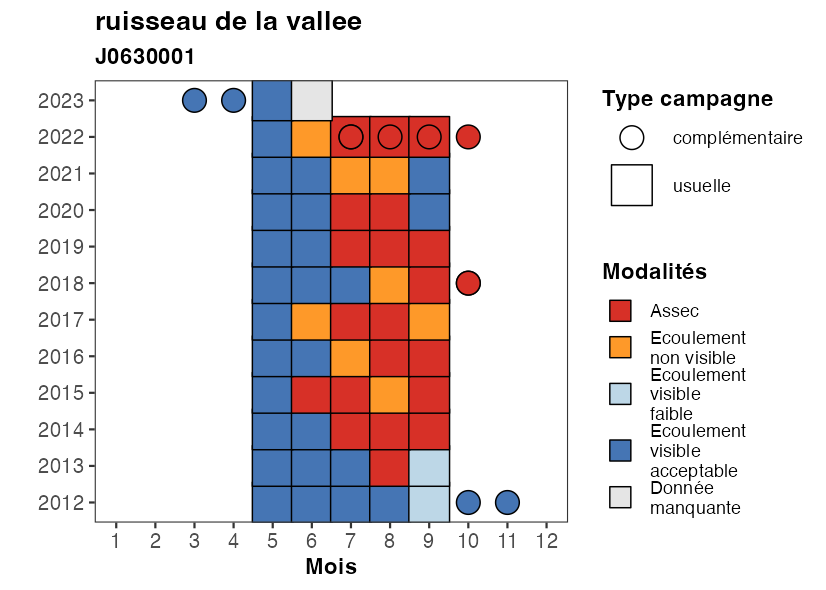 ruisseau de la vallee
J0630001
2023
2022
2021
2020
2019
2018
2017
2016
2015
2014
2013
2012
1 2 3 4 5 6 7 8 9 10 11 12
Mois
Type campagne
complémentaire
usuelle
Modalités
Assec
Ecoulement
non visible
Ecoulement
visible
faible
Ecoulement
visible
acceptable
Donnée
manquante